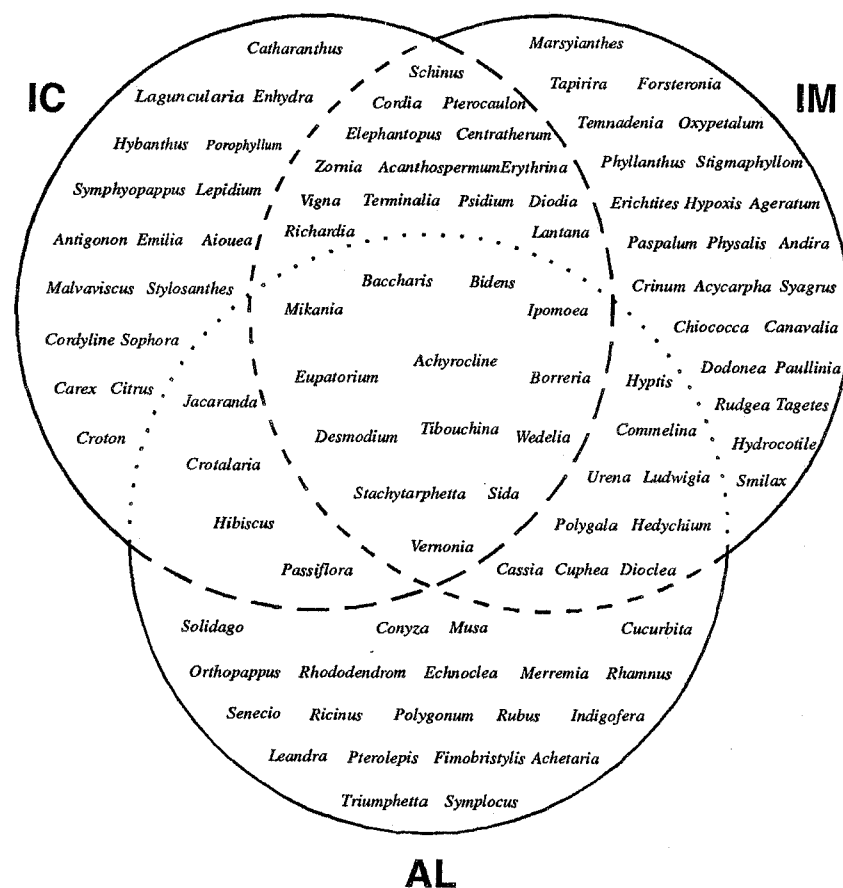 Catharanthus Marsyianthes
Schinus
IC Laguncularia Enhydra Tapirira Forsteronia IM
Cordia Pterocaulon
Temnadenia Oxypetalum
Hybanthus Porophyllum Elephantopus Centratherum
Zornia Acanthospermum Erythrina Phyllanthus Stigmaphyllom
Symphyopappus Lepidium
Vigna Terminalia Psidium Diodia Erichtites Hypoxis Ageratum
Antigonon Emilia Aiouea Richardia Lantana
Paspalum Physalis Andira
Baccharis Bidens
Malvaviscus Stylosanthes Crinum Acycarpha Syagrus
Mikania Ipomoea
Chiococca Canavalia
Cordyline Sophora
Achyrocline Dodonea Paullinia
Eupatorium Borreria Hyptis
Carex Citrus Jacaranda Rudgea Tagetes
Croton Desmodium Tibouchina Wedelia Commelina Hydrocotile
Crotalaria
Urena Ludwigia Smilax
Stachytarphetta Sida
Hibiscus Polygala Hedychium
Vernonia
Passiflora Cassia Cuphea Dioclea
Solidago Conyza Musa Cucurbita
Orthopappus Rhododendrom Echnoclea Merremia Rhamnus
Senecio Ricinus Polygonum Rubus Indigofera
Leandra Pterolepis Fimobristylis Achetaria
Triumphetta Symplocus
AL